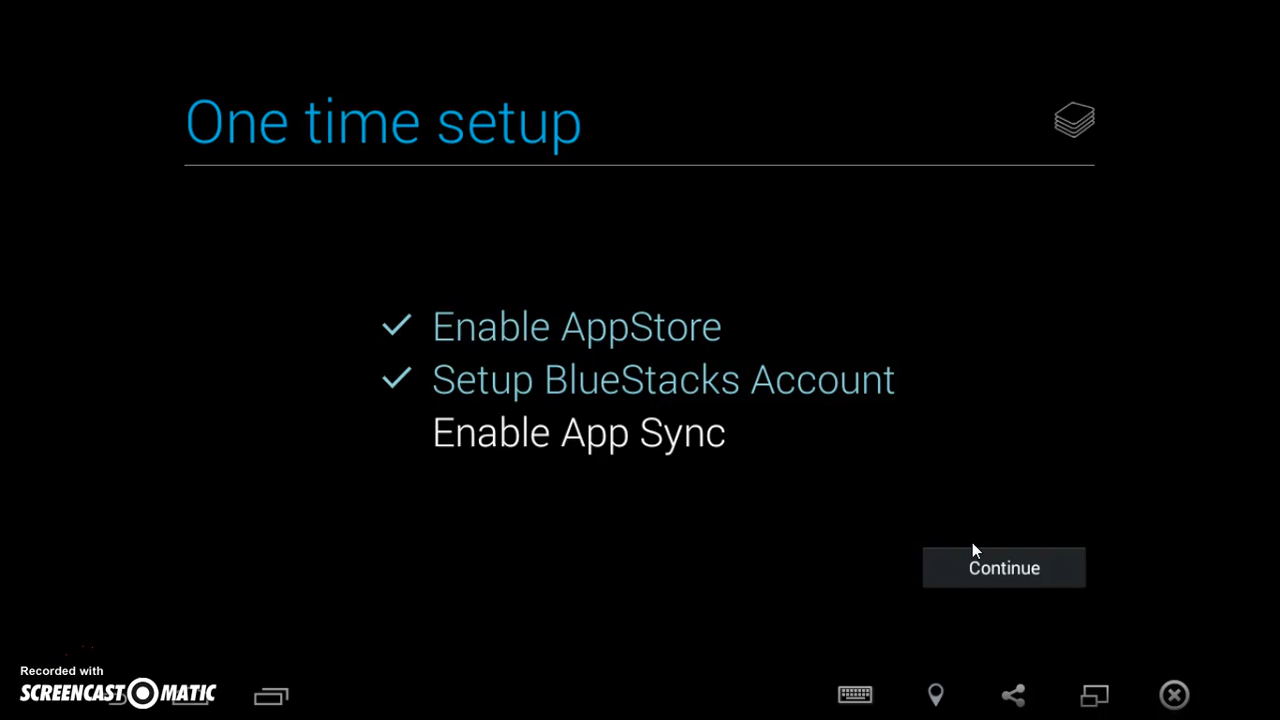 One time setup
Enable AppStore
Setup BlueStacks Account
Enable App Sync
Continue
Recorded with
SCREENCAST MATIC